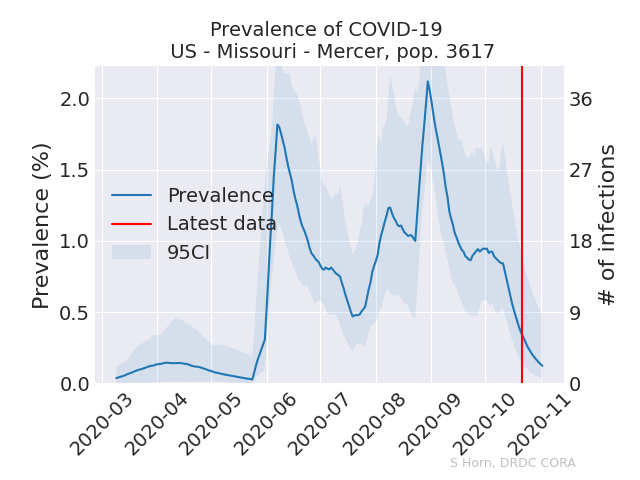 Prevalence of COVID-19
US - Missouri - Mercer, pop. 3617
Prevalence (%)
2.0
1.5
1.0
0.5
0.0
36
27
18
9
0
# of infections
Prevalence
Latest data
95CI
2020-03
2020-04
2020-05
2020-06
2020-07
2020-08
2020-09
2020-10
2020-11
S Horn, DRDC CORA